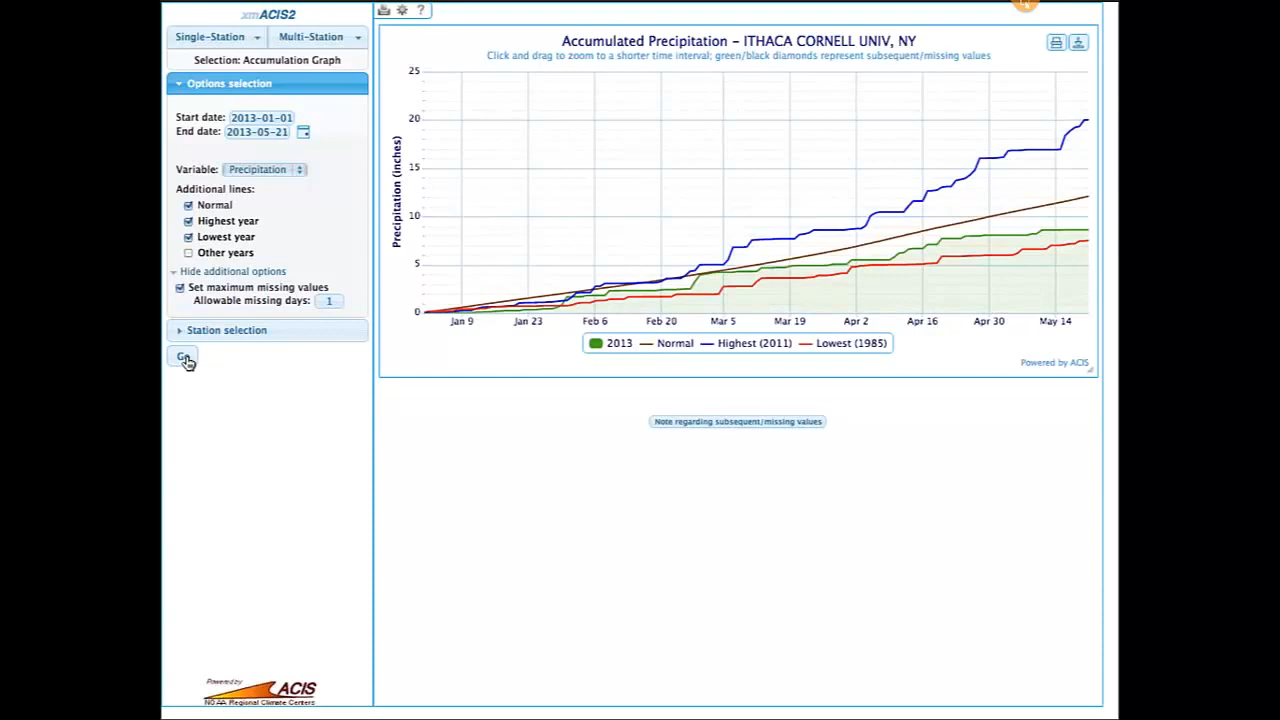 xmACIS2
Single-Station
Multi-Station
Selection: Accumulation Graph
Options selection
Start date: 2013-01-01
End date: 2013-05-21
Variable: Precipitation
Additional lines:
Normal
Highest year
Lowest year
Other years
Hide additional options
Set maximum missing values
Allowable missing days: 1
Station selection
Powered by
ACIS
NOAA Regional Climate Centers
?
Accumulated Precipitation - ITHACA CORNELL UNIV, NY
Click and drag to zoom to a shorter time interval; green/black diamonds represent subsequent/missing values
Precipitation (inches)
25
20
15
10
5
0
Jan 9 Jan 23 Feb 6 Feb 20 Mar 5 Mar 19 Apr 2 Apr 16 Apr 30 May 14
2013 Normal Highest (2011) Lowest (1985)
Powered by ACIS
Note regarding subsequent/missing values